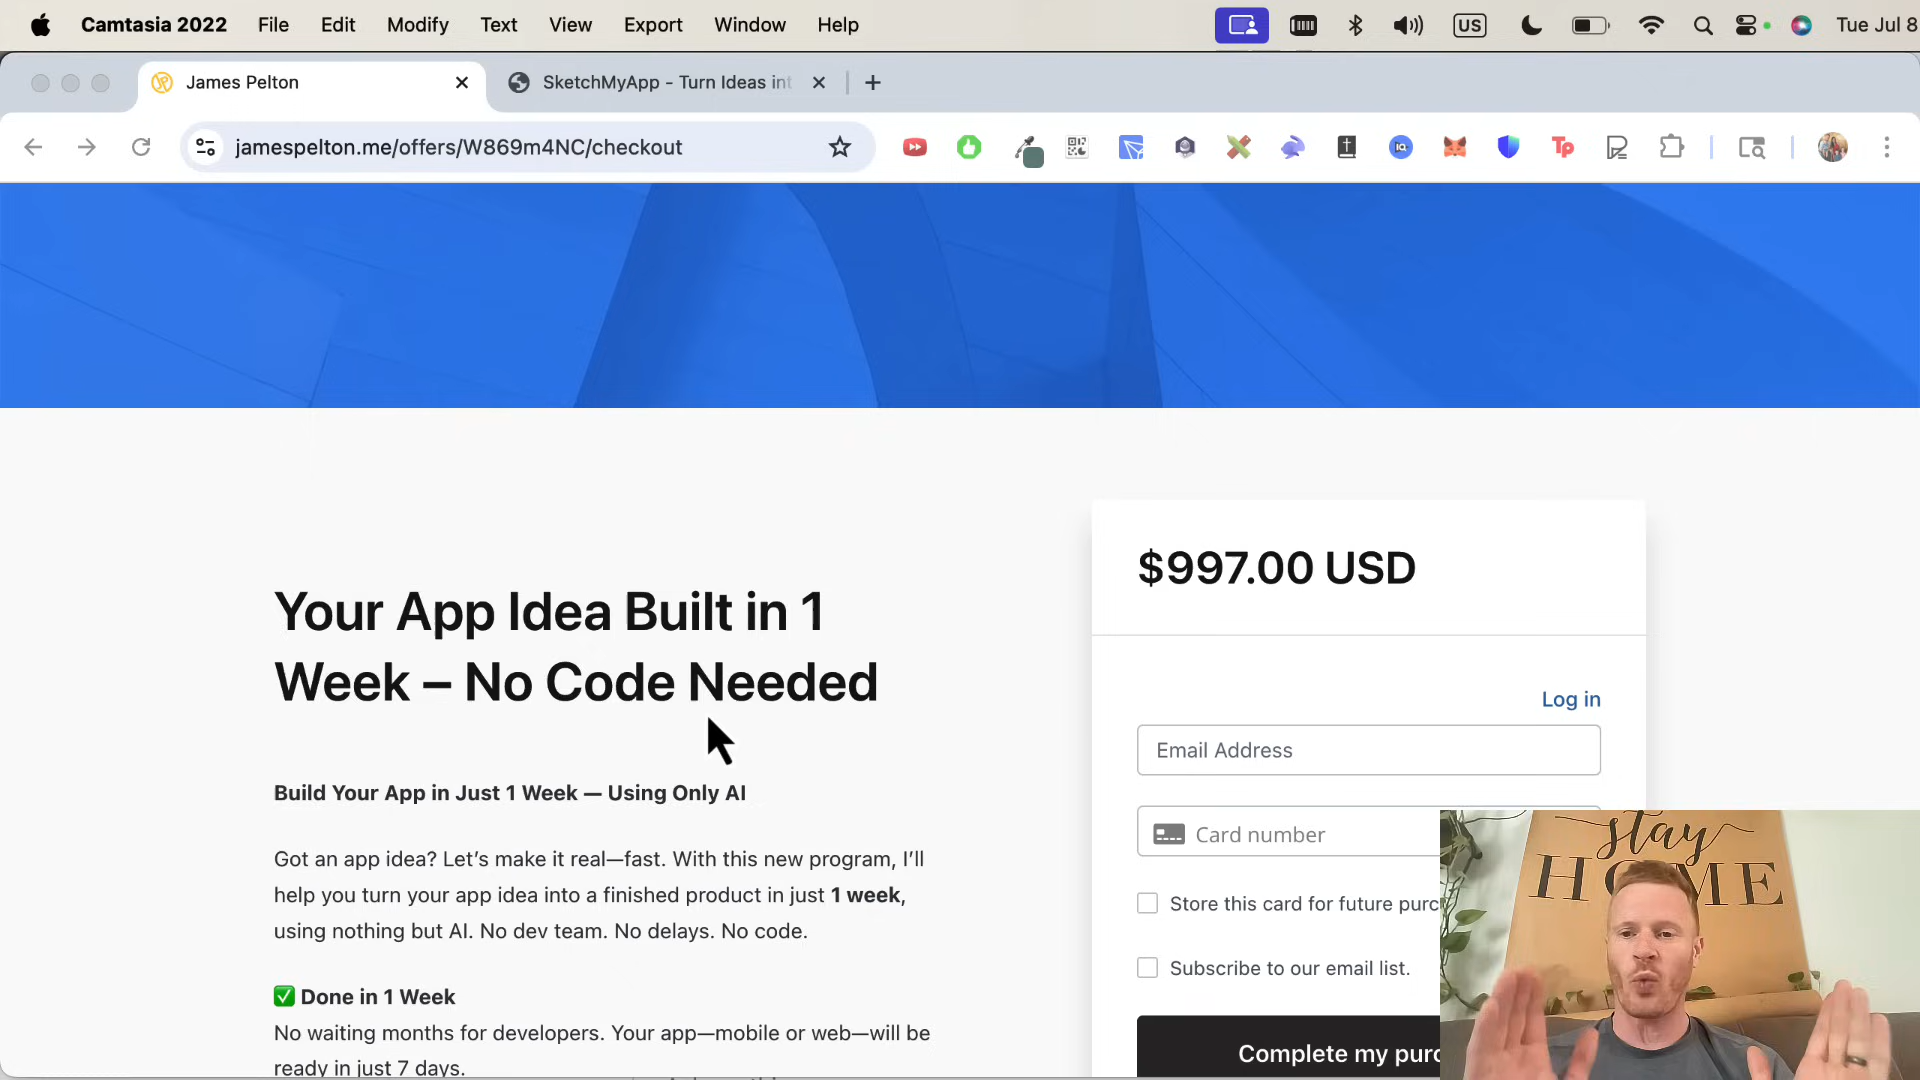 Camtasia 2022 File Edit Modify Text View Export Window Help US Tue Jul 8
James Pelton SketchMyApp - Turn Ideas int
jamespelton.me/offers/W869m4NC/checkout
Your App Idea Built in 1
Week – No Code Needed
Build Your App in Just 1 Week — Using Only AI
Got an app idea? Let's make it real—fast. With this new program, I'll
help you turn your app idea into a finished product in just 1 week,
using nothing but AI. No dev team. No delays. No code.
✅ Done in 1 Week
No waiting months for developers. Your app—mobile or web—will be
ready in just 7 days.
$997.00 USD
Log in
Email Address
Card number
Store this card for future purc
Subscribe to our email list.
Complete my purc
stay
HOME